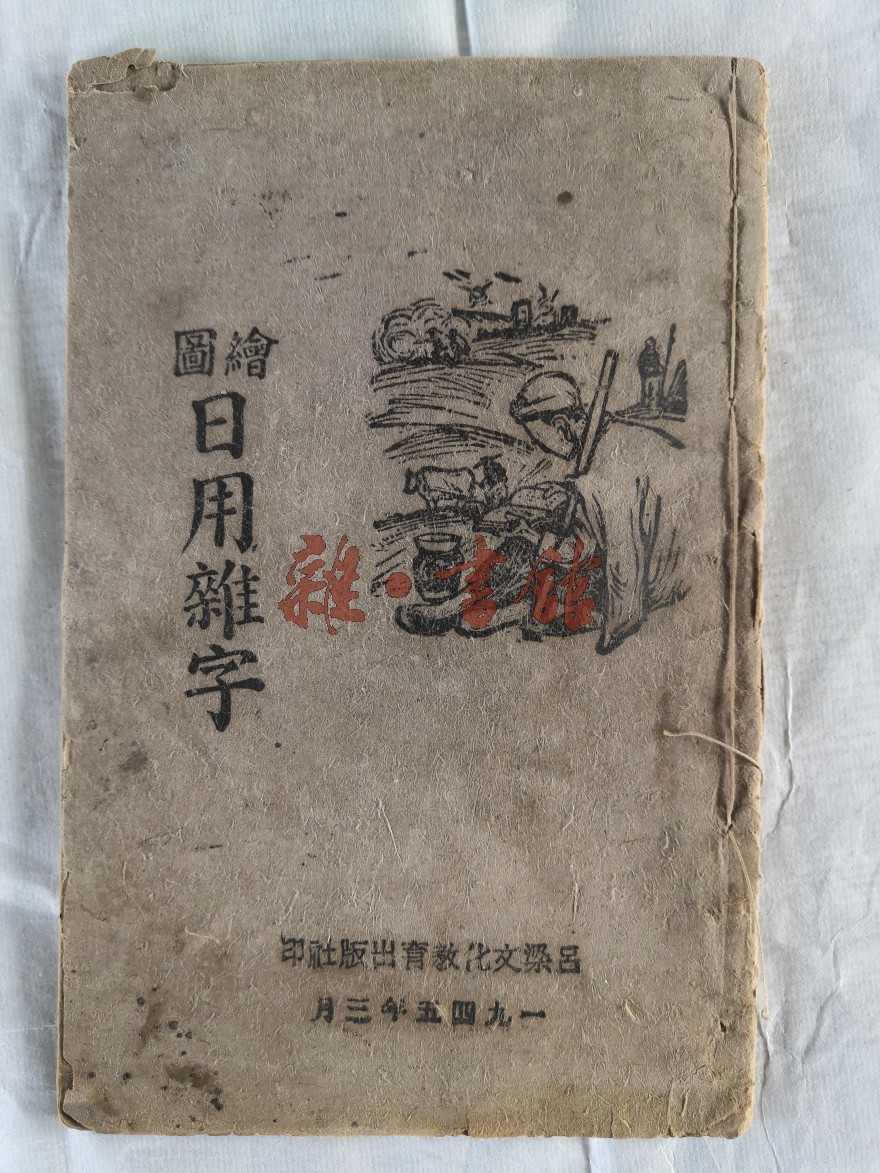 繪圖
日用雜字
雜·書館
呂梁文化教育出版社印
一九四五年三月